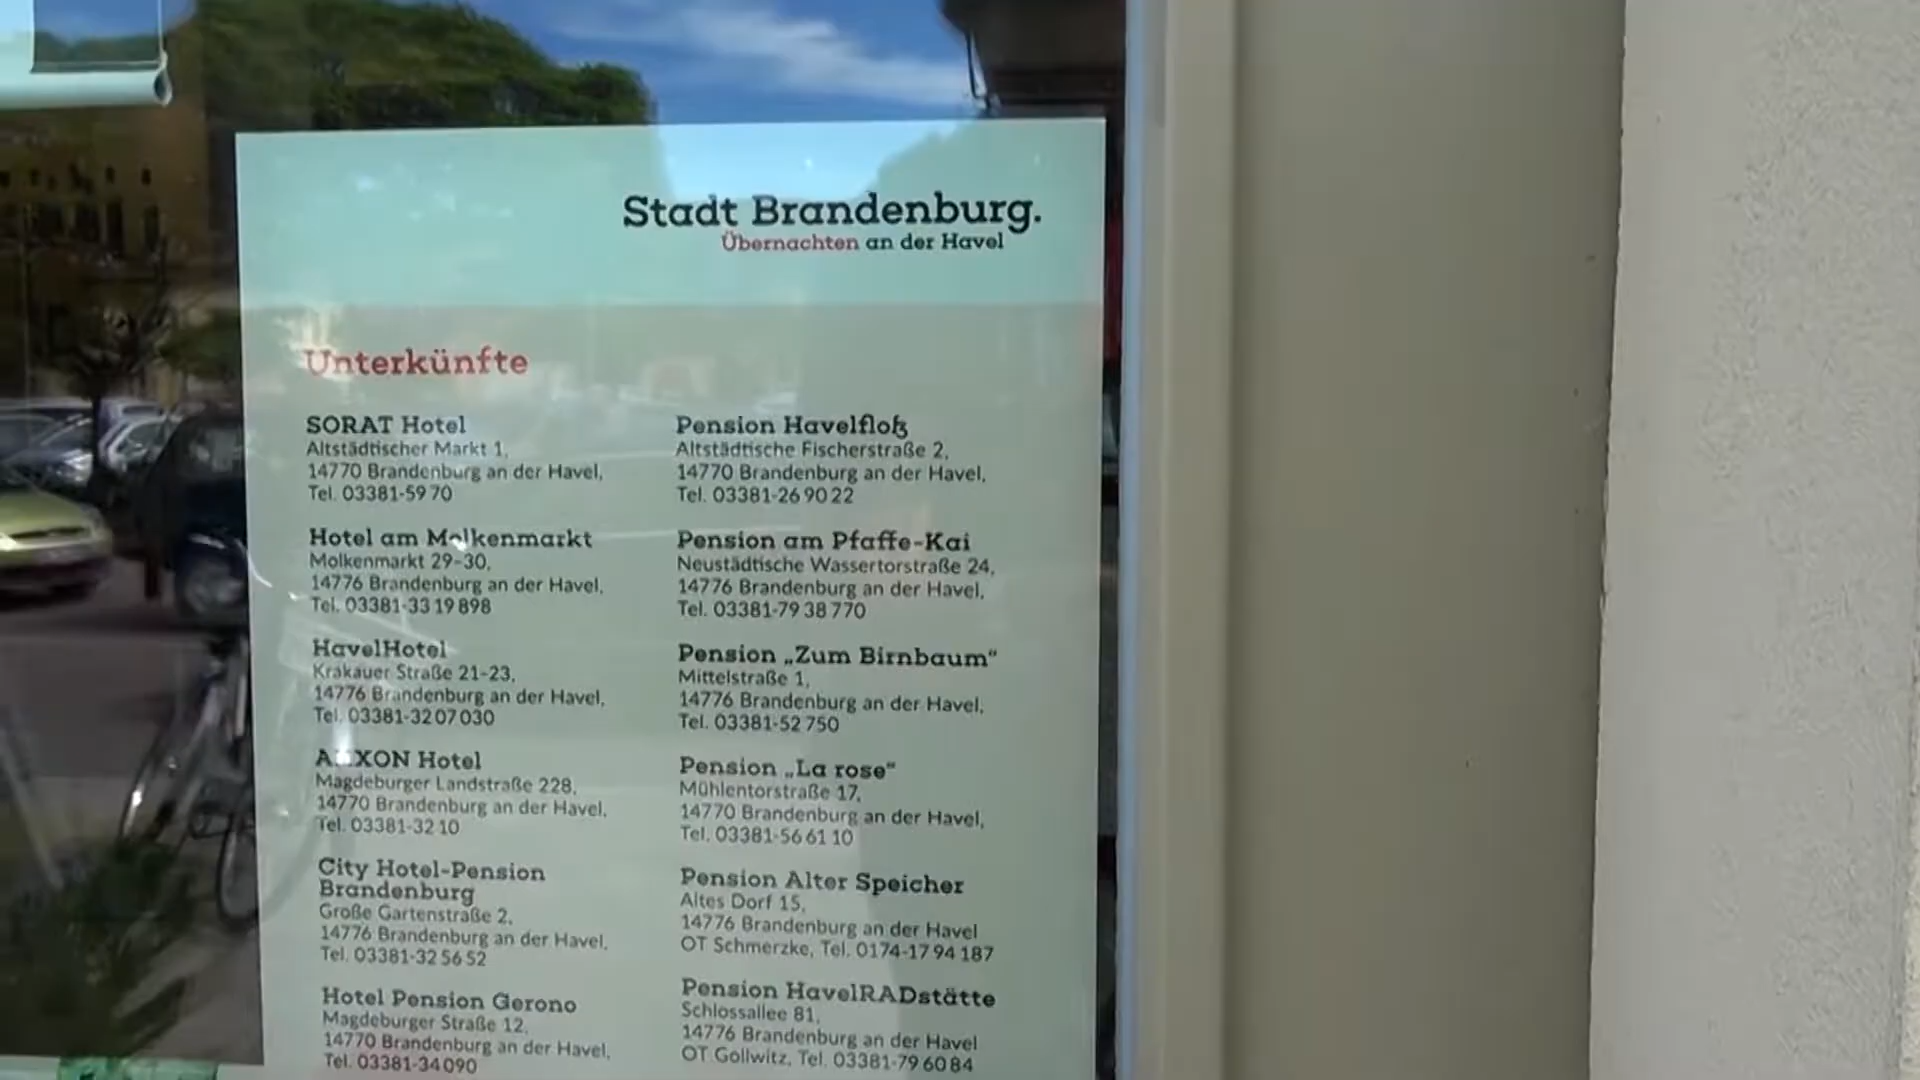 Stadt Brandenburg.
Übernachten an der Havel
Unterkünfte
SORAT Hotel
Altstädtischer Markt 1,
14770 Brandenburg an der Havel,
Tel. 03381-59 70
Hotel am Molkenmarkt
Molkenmarkt 29-30,
14776 Brandenburg an der Havel,
Tel. 03381-33 19 898
HavelHotel
Krakauer Straße 21-23,
14776 Brandenburg an der Havel,
Tel. 03381-32 07 030
Hotel
Magdeburger Landstraße 228,
14770 Brandenburg an der Havel,
Tel. 03381-32 10
City Hotel-Pension
Brandenburg
Große Gartenstraße 2,
14776 Brandenburg an der Havel,
Tel. 03381-32 56 52
Hotel Pension Gerono
Magdeburger Straße 12,
14770 Brandenburg an der Havel,
Tel. 03381-34 090
Pension Havelfloß
Altstädtische Fischerstraße 2,
14770 Brandenburg an der Havel,
Tel. 03381-26 90 22
Pension am Pfaffe-Kai
Neustädtische Wassertorstraße 24,
14776 Brandenburg an der Havel,
Tel. 03381-79 38 770
Pension „Zum Birnbaum“
Mittelstraße 1,
14776 Brandenburg an der Havel,
Tel. 03381-52 750
Pension „La rose“
Mühlentorstraße 17,
14770 Brandenburg an der Havel,
Tel. 03381-56 61 10
Pension Alter Speicher
Altes Dorf 15,
14776 Brandenburg an der Havel
OT Schmerzke, Tel. 0174-17 94 187
Pension HavelRADstätte
Schlossallee 81,
14776 Brandenburg an der Havel
OT Gollwitz, Tel. 03381-79 60 84